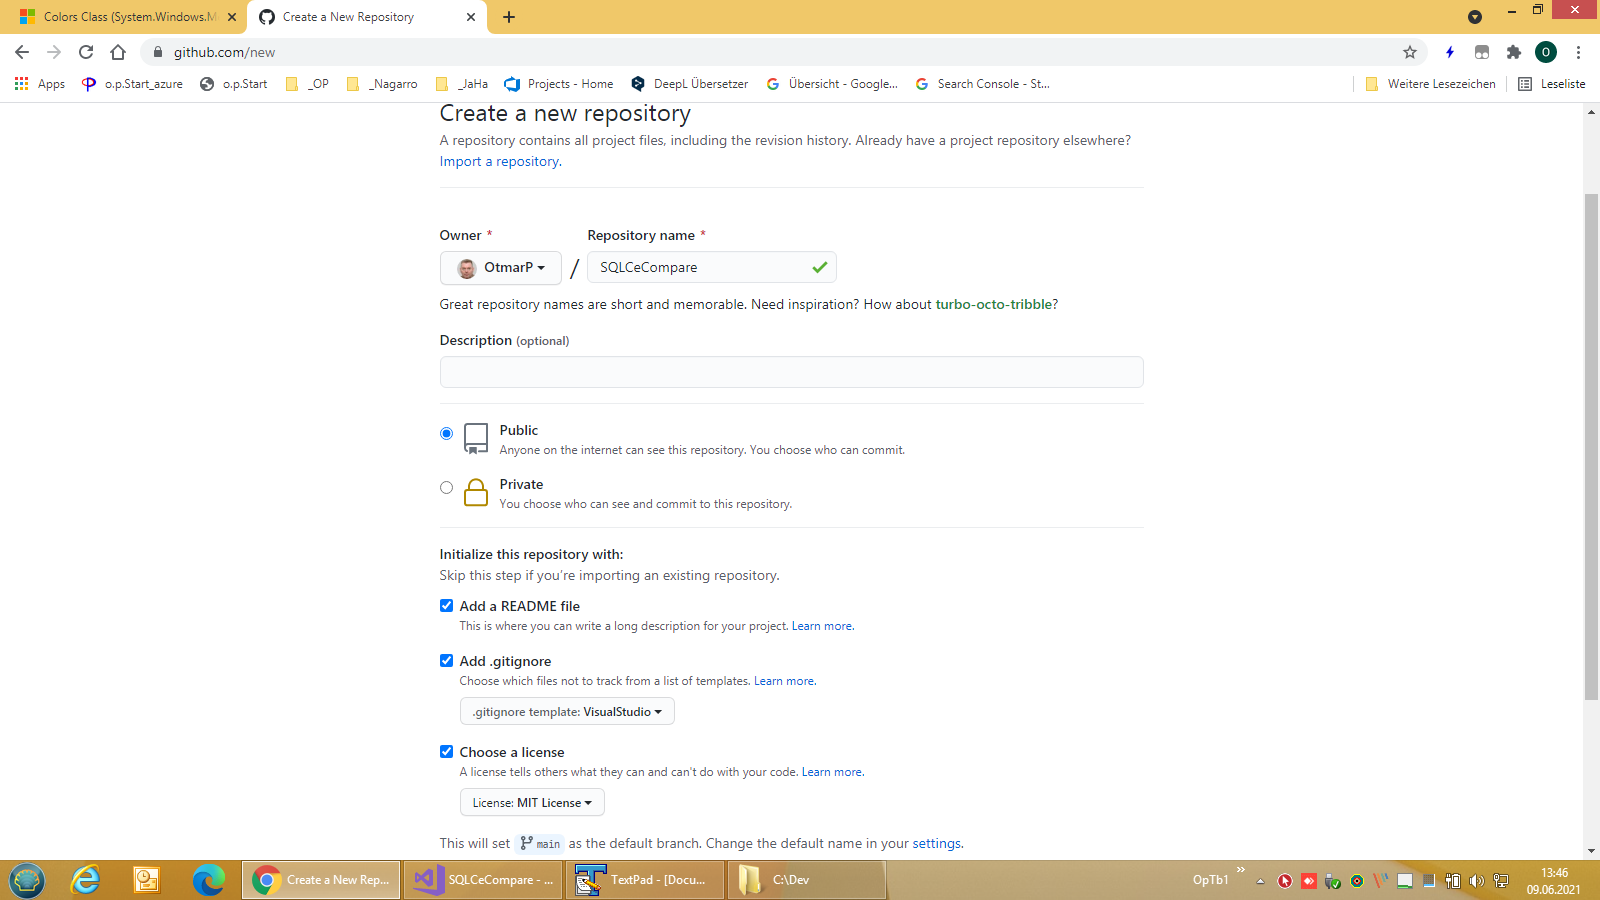 Colors Class (System.Windows.M
Create a New Repository
github.com/new
O
Apps
o.p.Start_azure
o.p.Start
_OP
_Nagarro
_JaHa
Projects - Home
DeepL Übersetzer
Übersicht - Google...
Search Console - St...
Weitere Lesezeichen
Leseliste
Create a new repository
A repository contains all project files, including the revision history. Already have a project repository elsewhere?
Import a repository.
Owner *
Repository name *
OtmarP
/
SQLCeCompare
Great repository names are short and memorable. Need inspiration? How about turbo-octo-tribble?
Description (optional)
Public
Anyone on the internet can see this repository. You choose who can commit.
Private
You choose who can see and commit to this repository.
Initialize this repository with:
Skip this step if you're importing an existing repository.
Add a README file
This is where you can write a long description for your project. Learn more.
Add .gitignore
Choose which files not to track from a list of templates. Learn more.
.gitignore template: VisualStudio
Choose a license
A license tells others what they can and can't do with your code. Learn more.
License: MIT License
This will set main as the default branch. Change the default name in your settings.
Create a New Rep...
SQLCeCompare - ...
TextPad - [Docu...
C:\Dev
OpTb1
13:46
09.06.2021